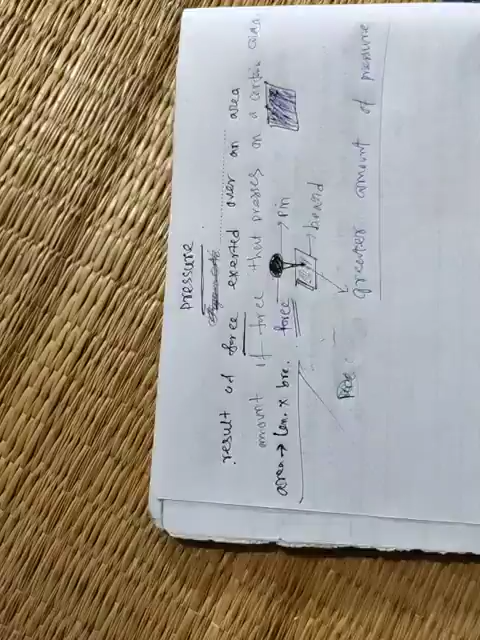 pressure
result of force exerted over an area
amount of force that presses on a certain area
area → len. x bre.
force
→ pin
→ board
greater amount of pressure